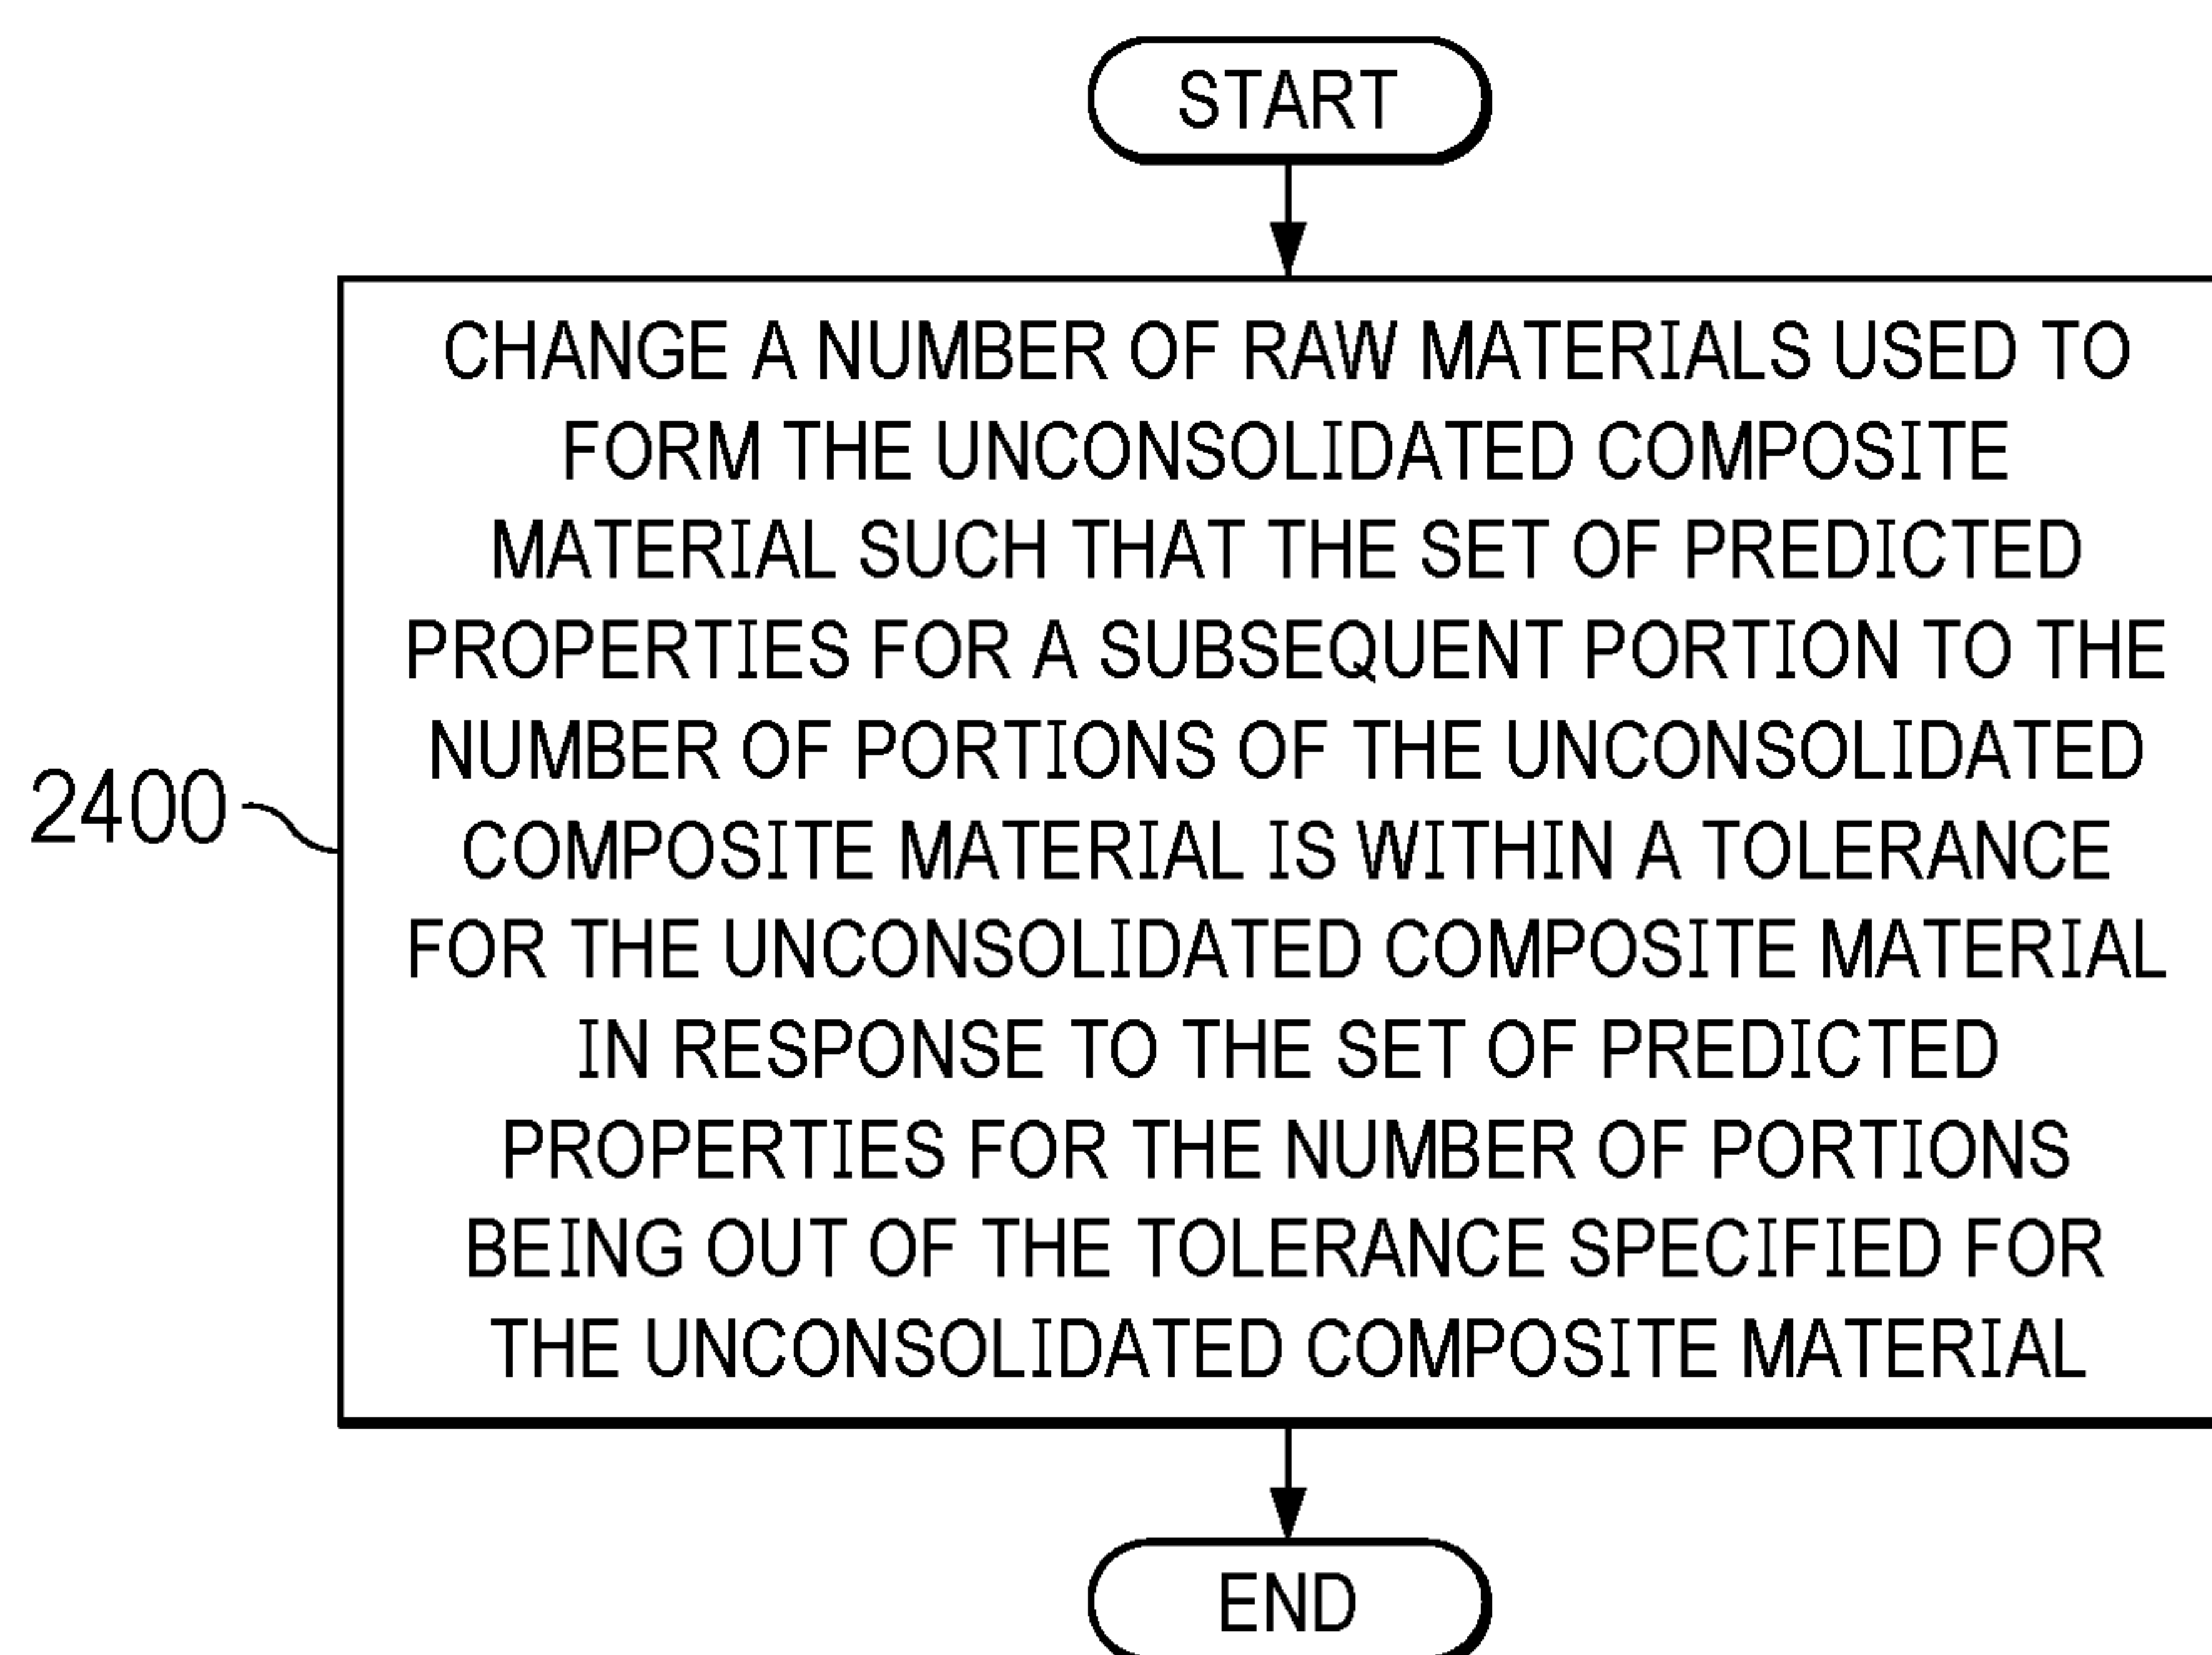 START
CHANGE A NUMBER OF RAW MATERIALS USED TO
FORM THE UNCONSOLIDATED COMPOSITE
MATERIAL SUCH THAT THE SET OF PREDICTED
PROPERTIES FOR A SUBSEQUENT PORTION TO THE
NUMBER OF PORTIONS OF THE UNCONSOLIDATED
2400
COMPOSITE MATERIAL IS WITHIN A TOLERANCE
FOR THE UNCONSOLIDATED COMPOSITE MATERIAL
IN RESPONSE TO THE SET OF PREDICTED
PROPERTIES FOR THE NUMBER OF PORTIONS
BEING OUT OF THE TOLERANCE SPECIFIED FOR
THE UNCONSOLIDATED COMPOSITE MATERIAL
END